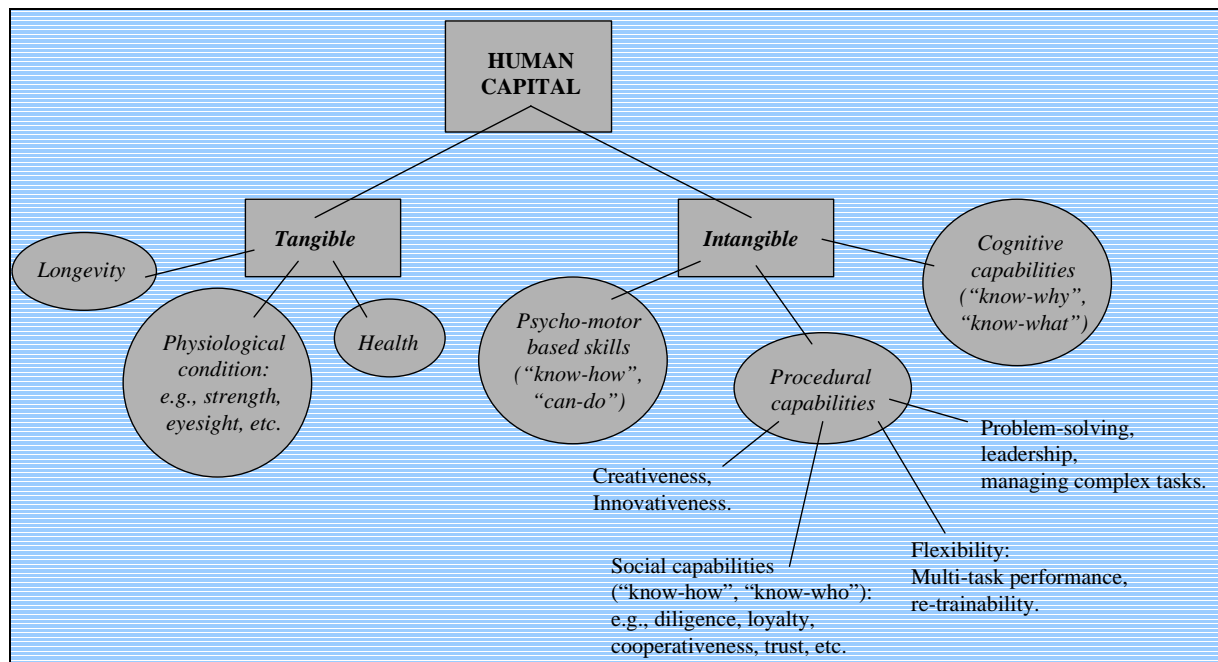 HUMAN
CAPITAL
Tangible
Longevity
Physiological
condition:
e.g., strength,
eyesight, etc.
Health
Intangible
Psycho-motor
based skills
(“know-how”,
“can-do”)
Procedural
capabilities
Cognitive
capabilities
(“know-why”,
“know-what”)
Creativeness,
Innovativeness.
Social capabilities
(“know-how”, “know-who”):
e.g., diligence, loyalty,
cooperativeness, trust, etc.
Flexibility:
Multi-task performance,
re-trainability.
Problem-solving,
leadership,
managing complex tasks.